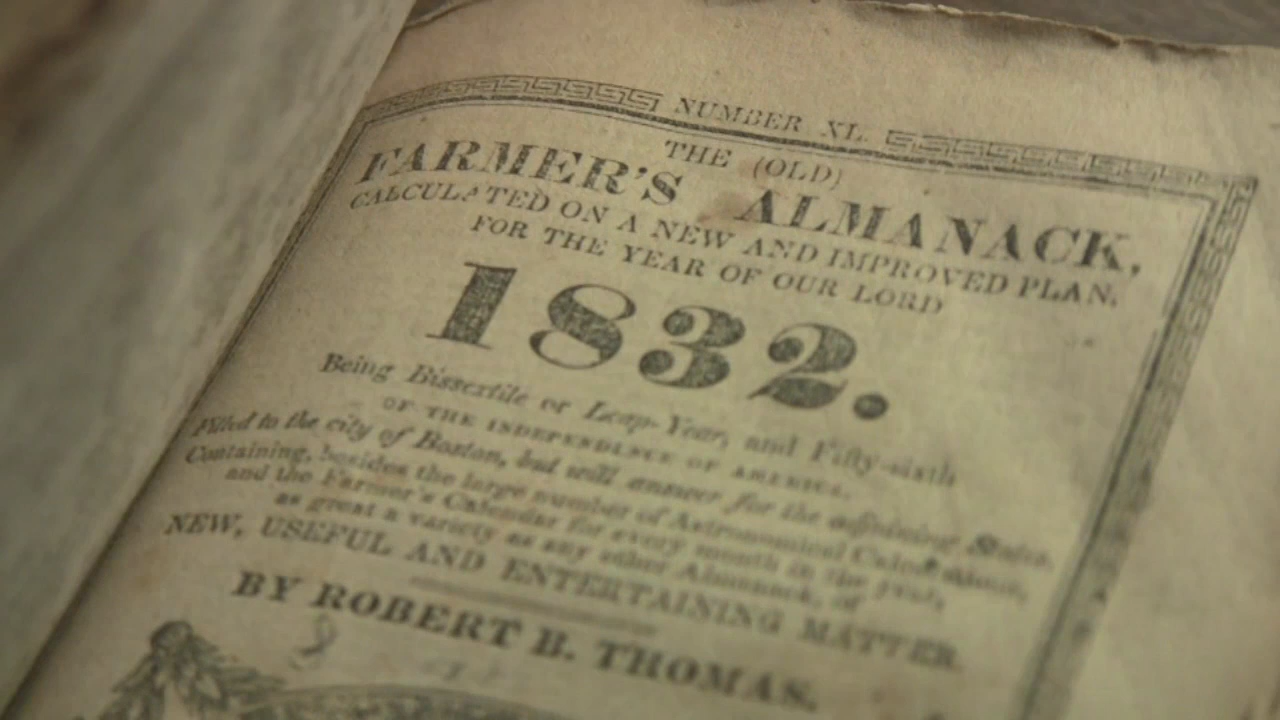 NUMBER XL.
THE (OLD)
FARMER'S ALMANACK,
CALCULATED ON A NEW AND IMPROVED PLAN,
FOR THE YEAR OF OUR LORD
1832.
Being Bissextile or Leap-Year, and Fifty-sixth
OF THE INDEPENDENCE OF AMERICA.
Fitted to the city of Boston, but will answer for the adjoining States.
Containing, besides the large number of Astronomical Calculations,
and the Farmer's Calendar for every month in the year,
as great a variety as any other Almanack, of
NEW, USEFUL AND ENTERTAINING MATTER.
BY ROBERT B. THOMAS.